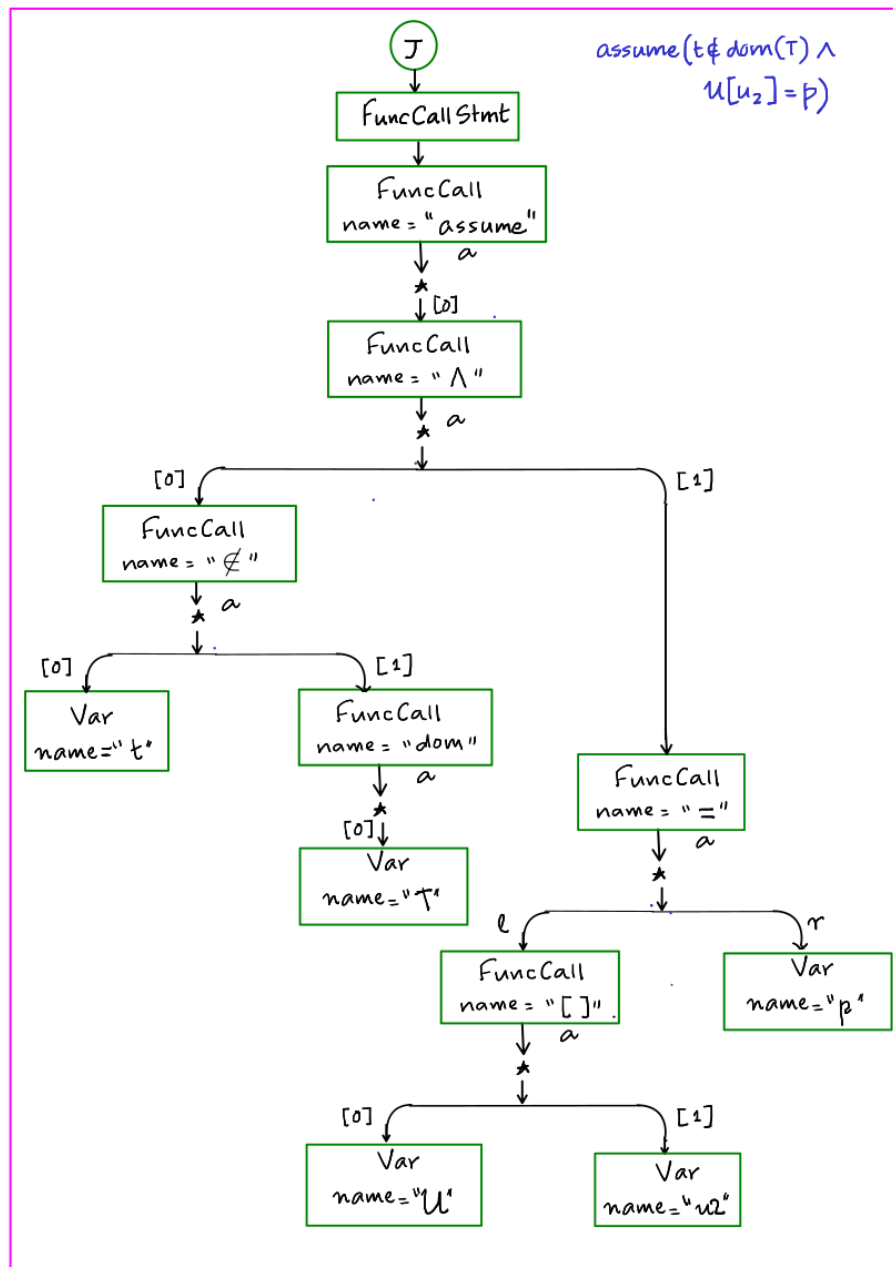 J
assume(t∉dom(T) ∧
U[u₂]=p)
FuncCallStmt
FuncCall
name="assume"
a
*
[0]
FuncCall
name="∧"
a
*
[0]
[1]
FuncCall
name="∉"
a
*
[0]
[1]
Var
name="t"
FuncCall
name="dom"
a
*
[0]
Var
name="T"
FuncCall
name="="
a
*
l
r
FuncCall
name="[ ]"
a
*
Var
name="p"
[0]
[1]
Var
name="U"
Var
name="u2"